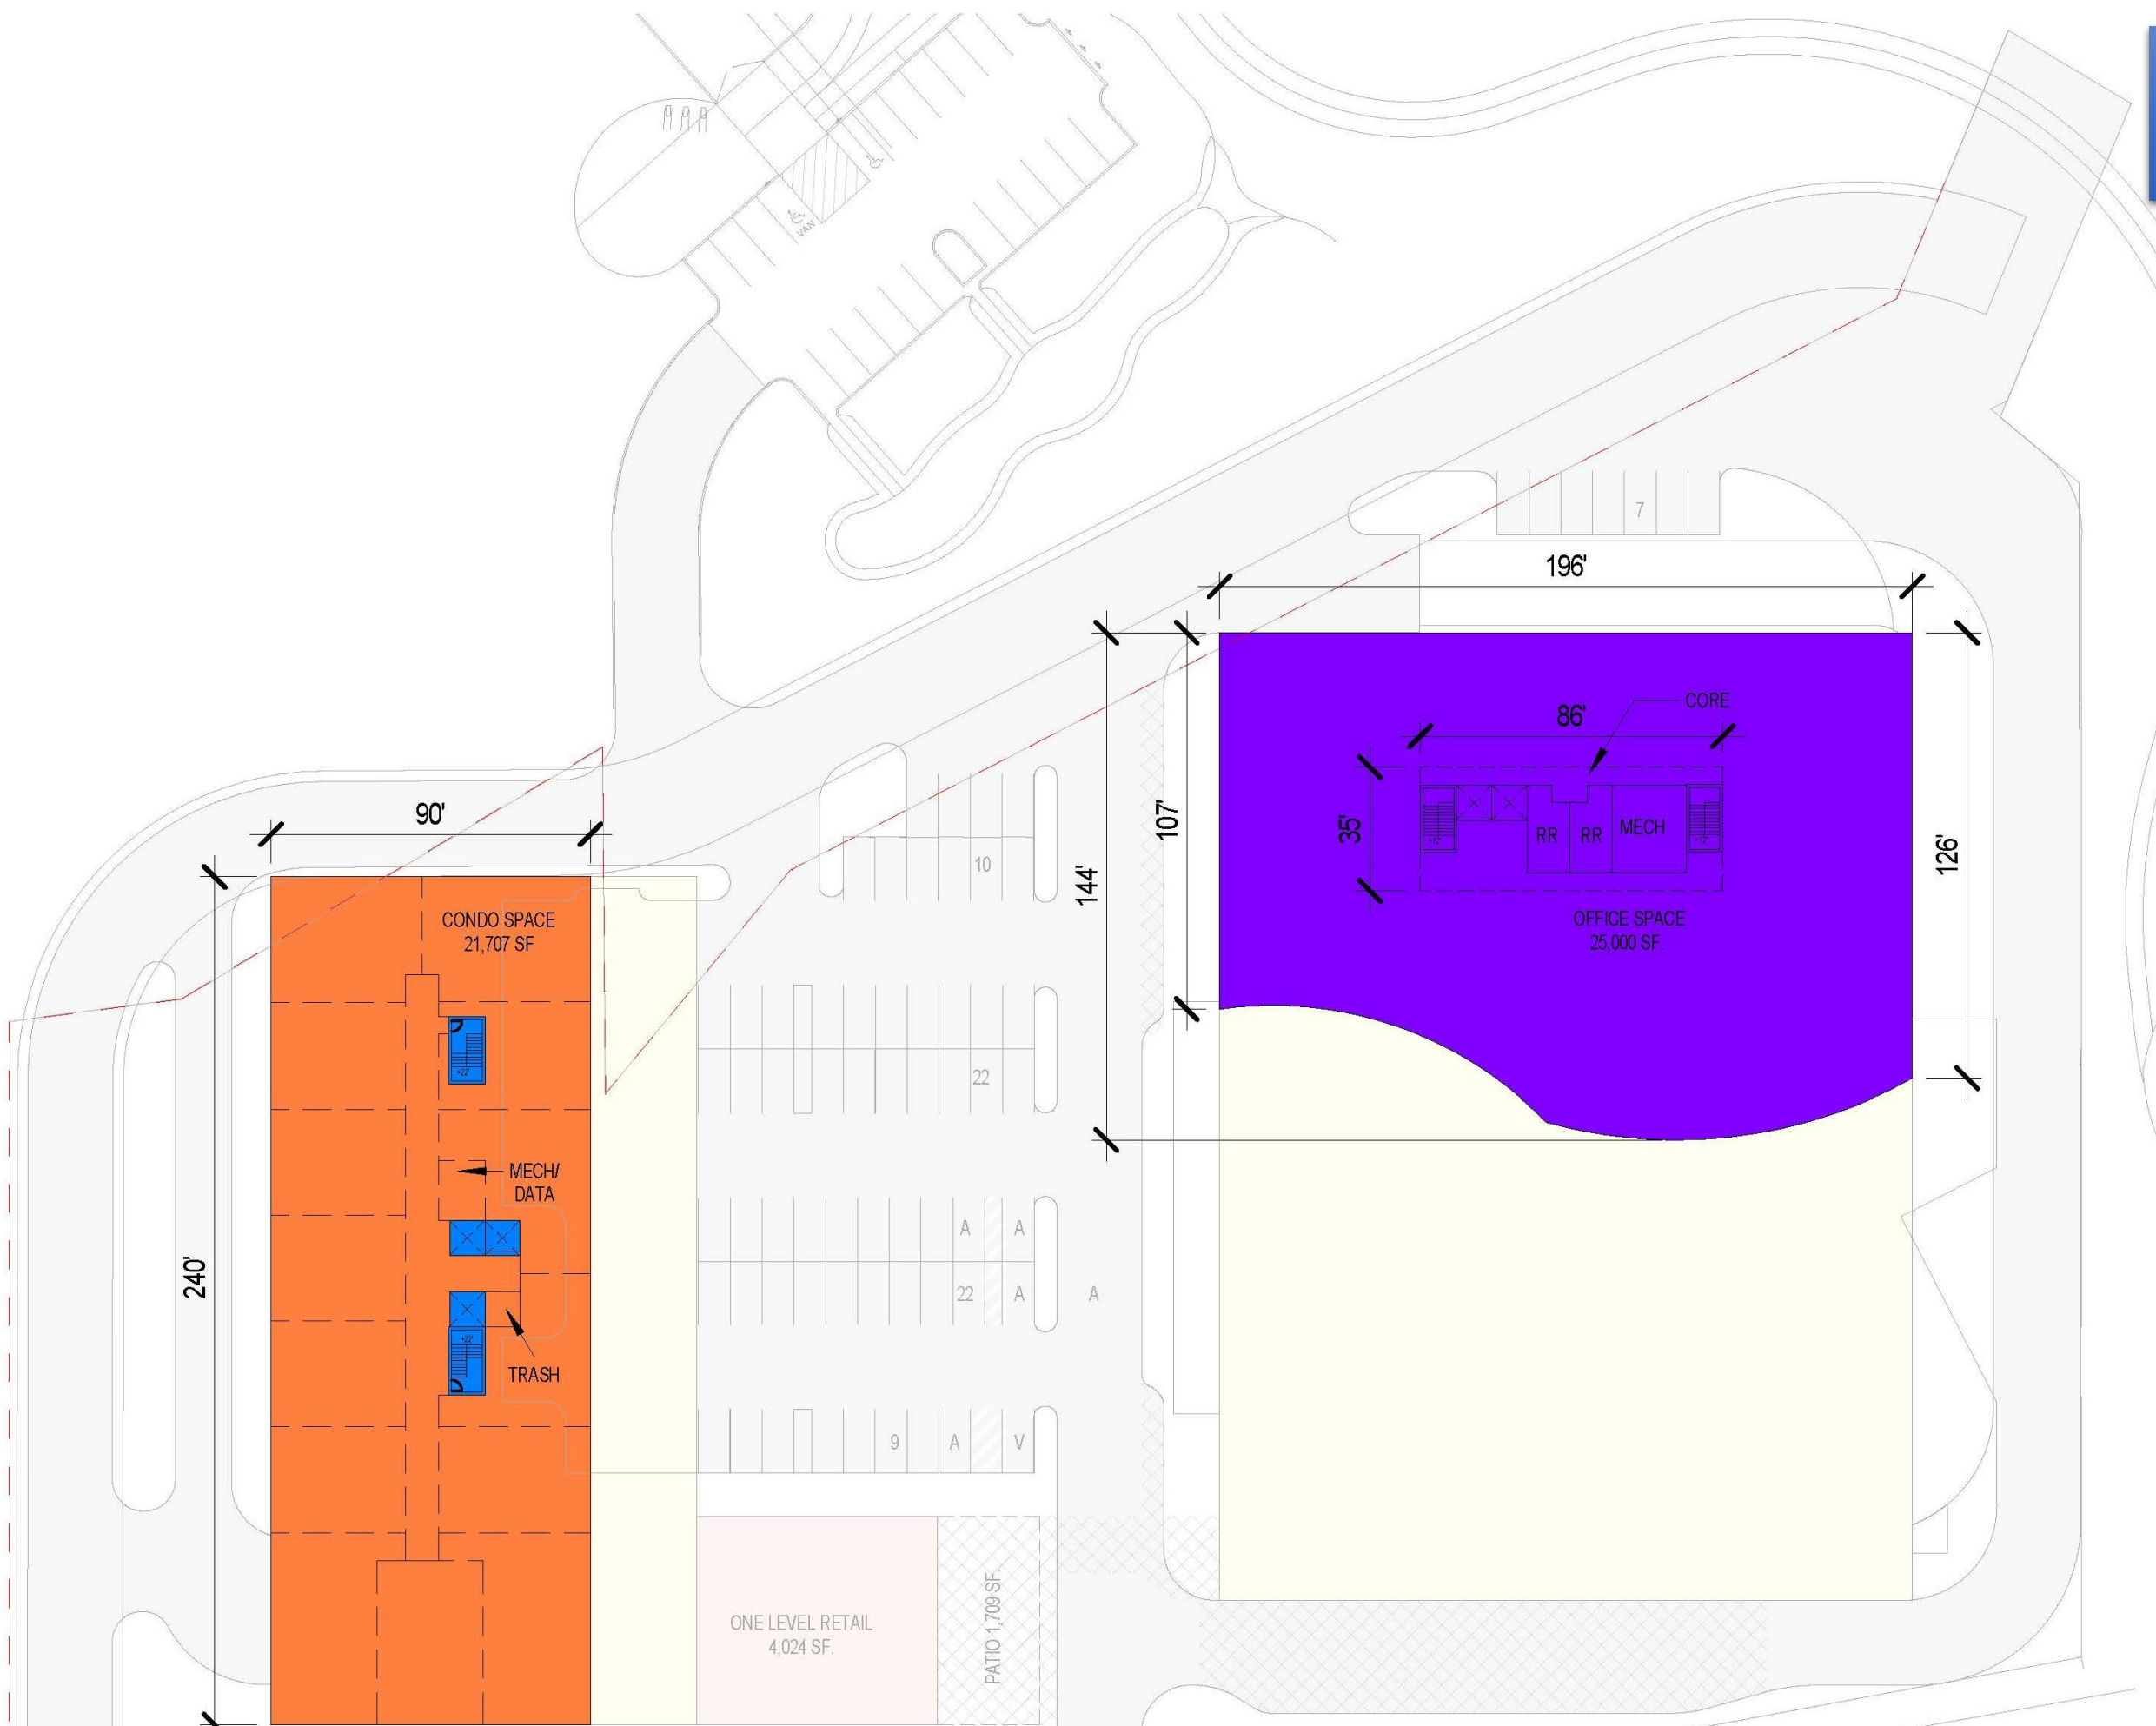 VAN
7
196'
CORE
86'
35'
RR
RR
MECH
OFFICE SPACE
25,000 SF.
107'
144'
126'
90'
10
CONDO SPACE
21,707 SF
+22'
22
MECH/
DATA
240'
A
A
22
A
A
+22'
TRASH
9
A
V
ONE LEVEL RETAIL
4,024 SF.
PATIO 1,709 SF.